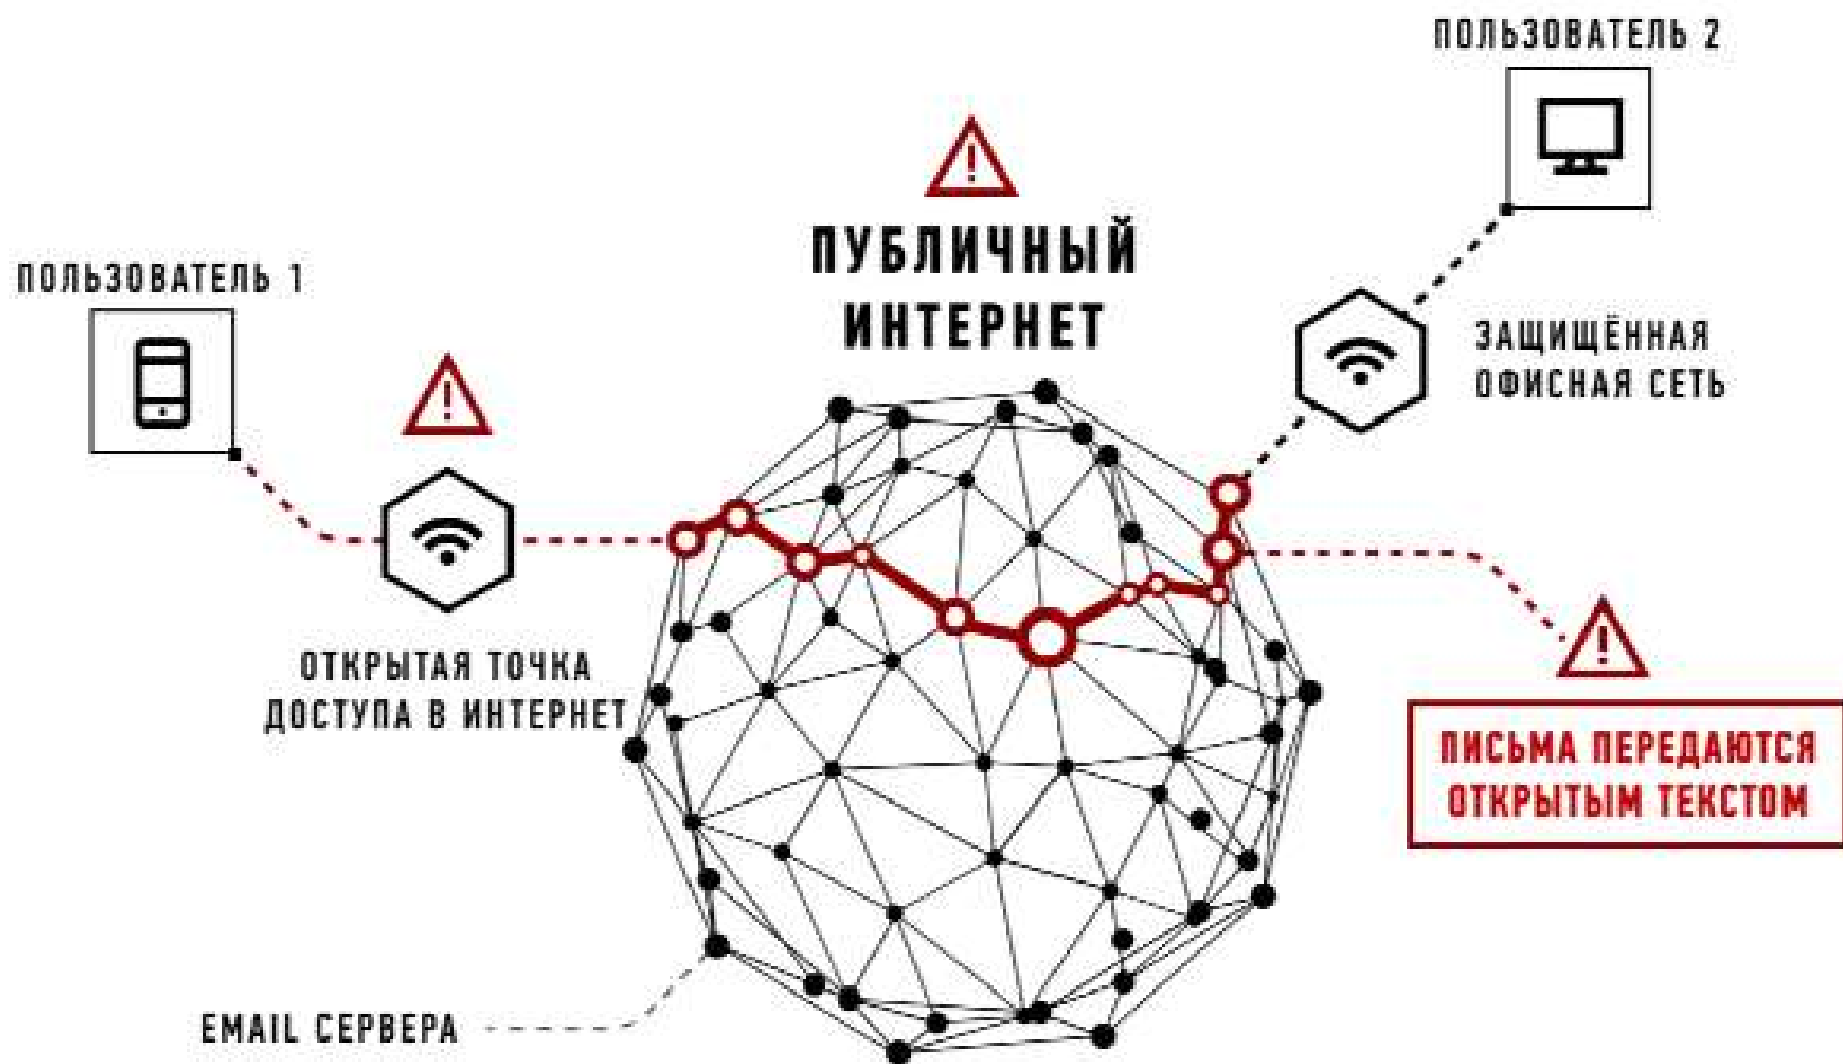 ПОЛЬЗОВАТЕЛЬ 2
ПУБЛИЧНЫЙ
ИНТЕРНЕТ
ПОЛЬЗОВАТЕЛЬ 1
ЗАЩИЩЁННАЯ
ОФИСНАЯ СЕТЬ
ОТКРЫТАЯ ТОЧКА
ДОСТУПА В ИНТЕРНЕТ
ПИСЬМА ПЕРЕДАЮТСЯ
ОТКРЫТЫМ ТЕКСТОМ
EMAIL СЕРВЕРА